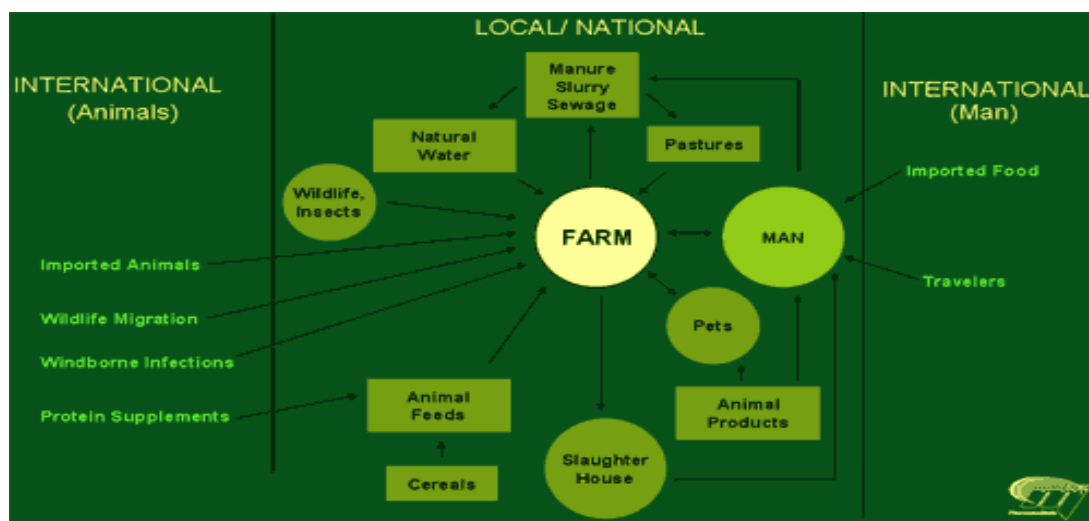 LOCAL/ NATIONAL
INTERNATIONAL
(Animals)
INTERNATIONAL
(Man)
Manure
Slurry
Sewage
Natural
Water
Pastures
Wildlife,
Insects
FARM
MAN
Imported Food
Travelers
Imported Animals
Wildlife Migration
Windborne Infections
Protein Supplements
Pets
Animal
Feeds
Animal
Products
Slaughter
House
Cereals